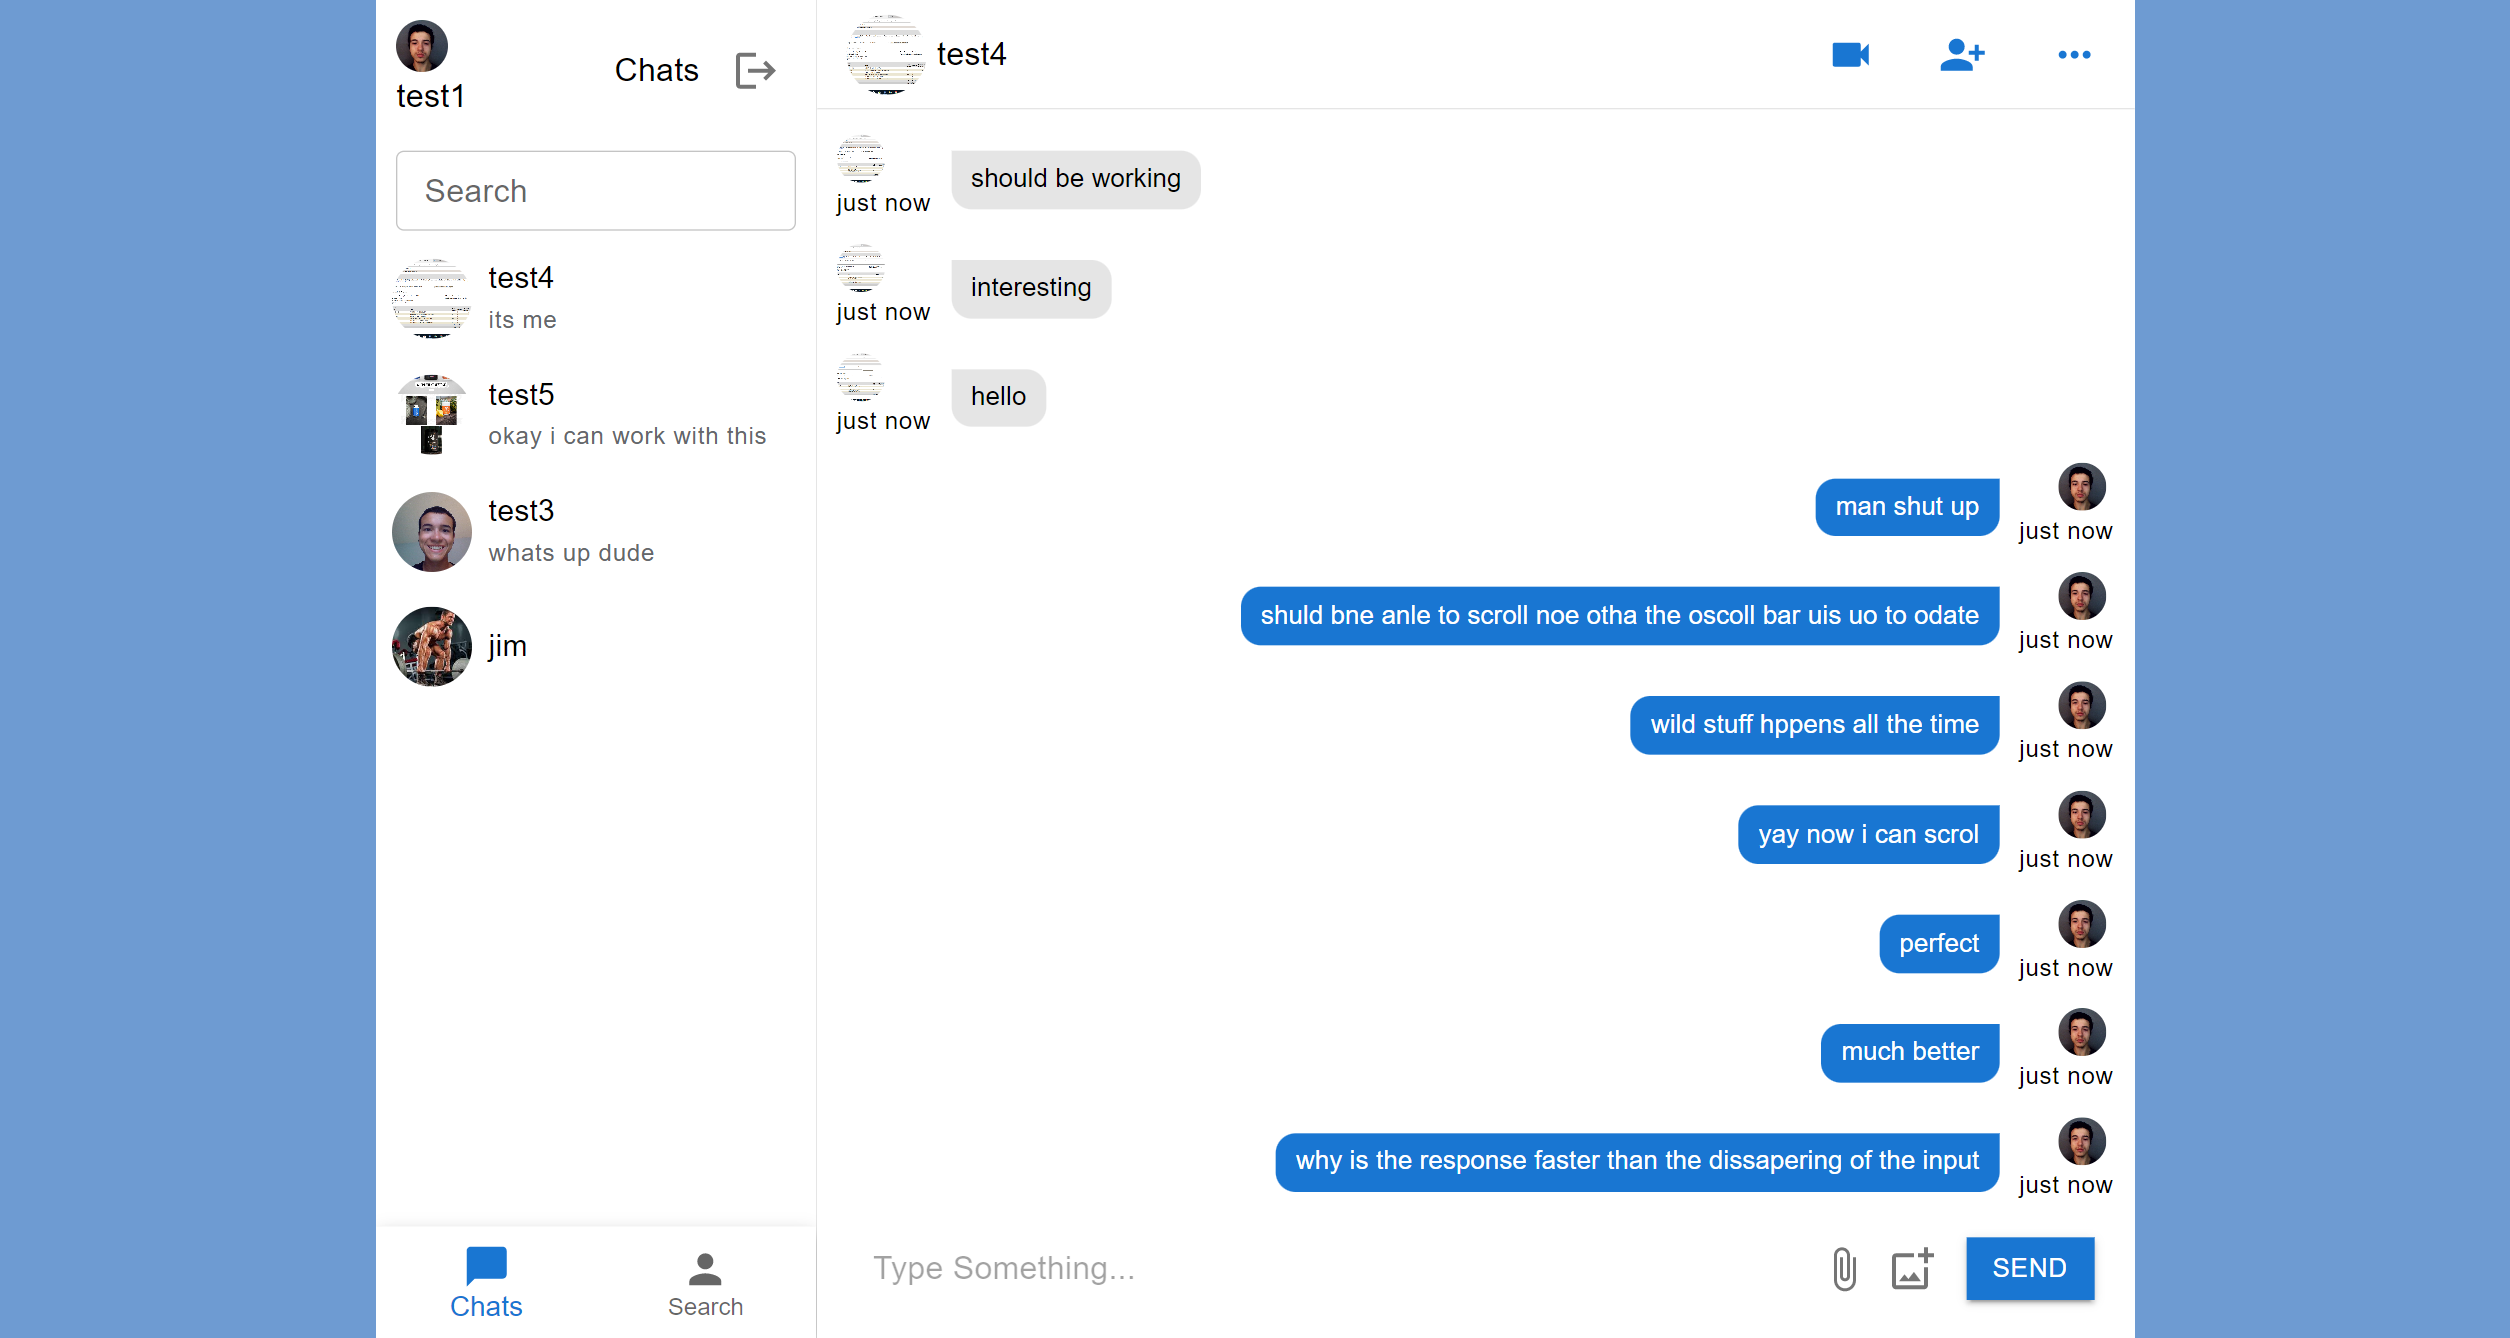 test1
Chats
Search
test4
its me
test5
okay i can work with this
test3
whats up dude
jim
Chats
Search
test4
should be working
just now
interesting
just now
hello
just now
man shut up
just now
shuld bne anle to scroll noe otha the oscoll bar uis uo to odate
just now
wild stuff hppens all the time
just now
yay now i can scrol
just now
perfect
just now
much better
just now
why is the response faster than the dissapering of the input
just now
Type Something...
SEND